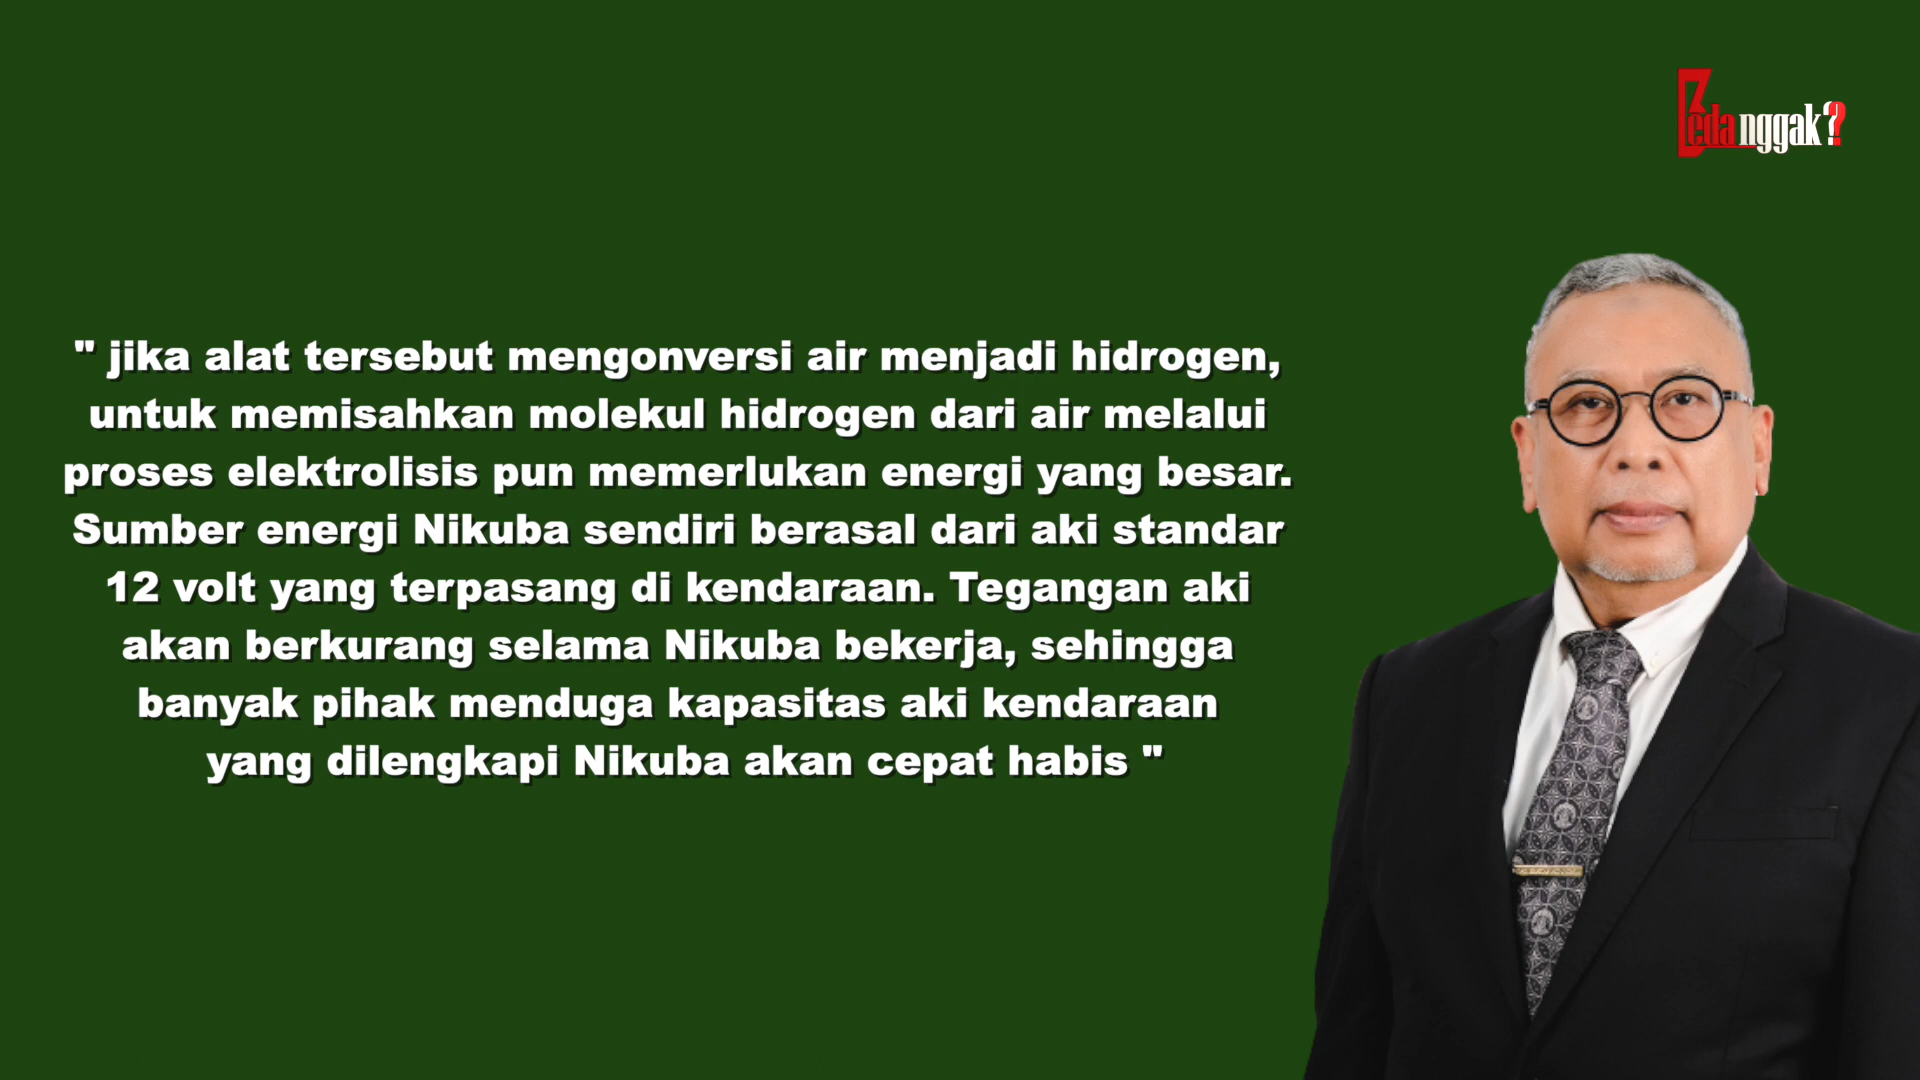 Beda nggak?
" jika alat tersebut mengonversi air menjadi hidrogen,
untuk memisahkan molekul hidrogen dari air melalui
proses elektrolisis pun memerlukan energi yang besar.
Sumber energi Nikuba sendiri berasal dari aki standar
12 volt yang terpasang di kendaraan. Tegangan aki
akan berkurang selama Nikuba bekerja, sehingga
banyak pihak menduga kapasitas aki kendaraan
yang dilengkapi Nikuba akan cepat habis "